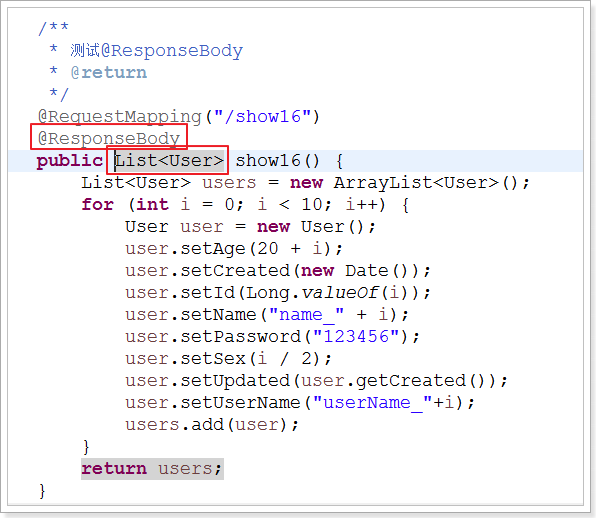 /**
 * 测试@ResponseBody
 * @return
 */
@RequestMapping("/show16")
@ResponseBody
public List<User> show16() {
    List<User> users = new ArrayList<User>();
    for (int i = 0; i < 10; i++) {
        User user = new User();
        user.setAge(20 + i);
        user.setCreated(new Date());
        user.setId(Long.valueOf(i));
        user.setName("name_" + i);
        user.setPassword("123456");
        user.setSex(i / 2);
        user.setUpdated(user.getCreated());
        user.setUserName("userName_"+i);
        users.add(user);
    }
    return users;
}